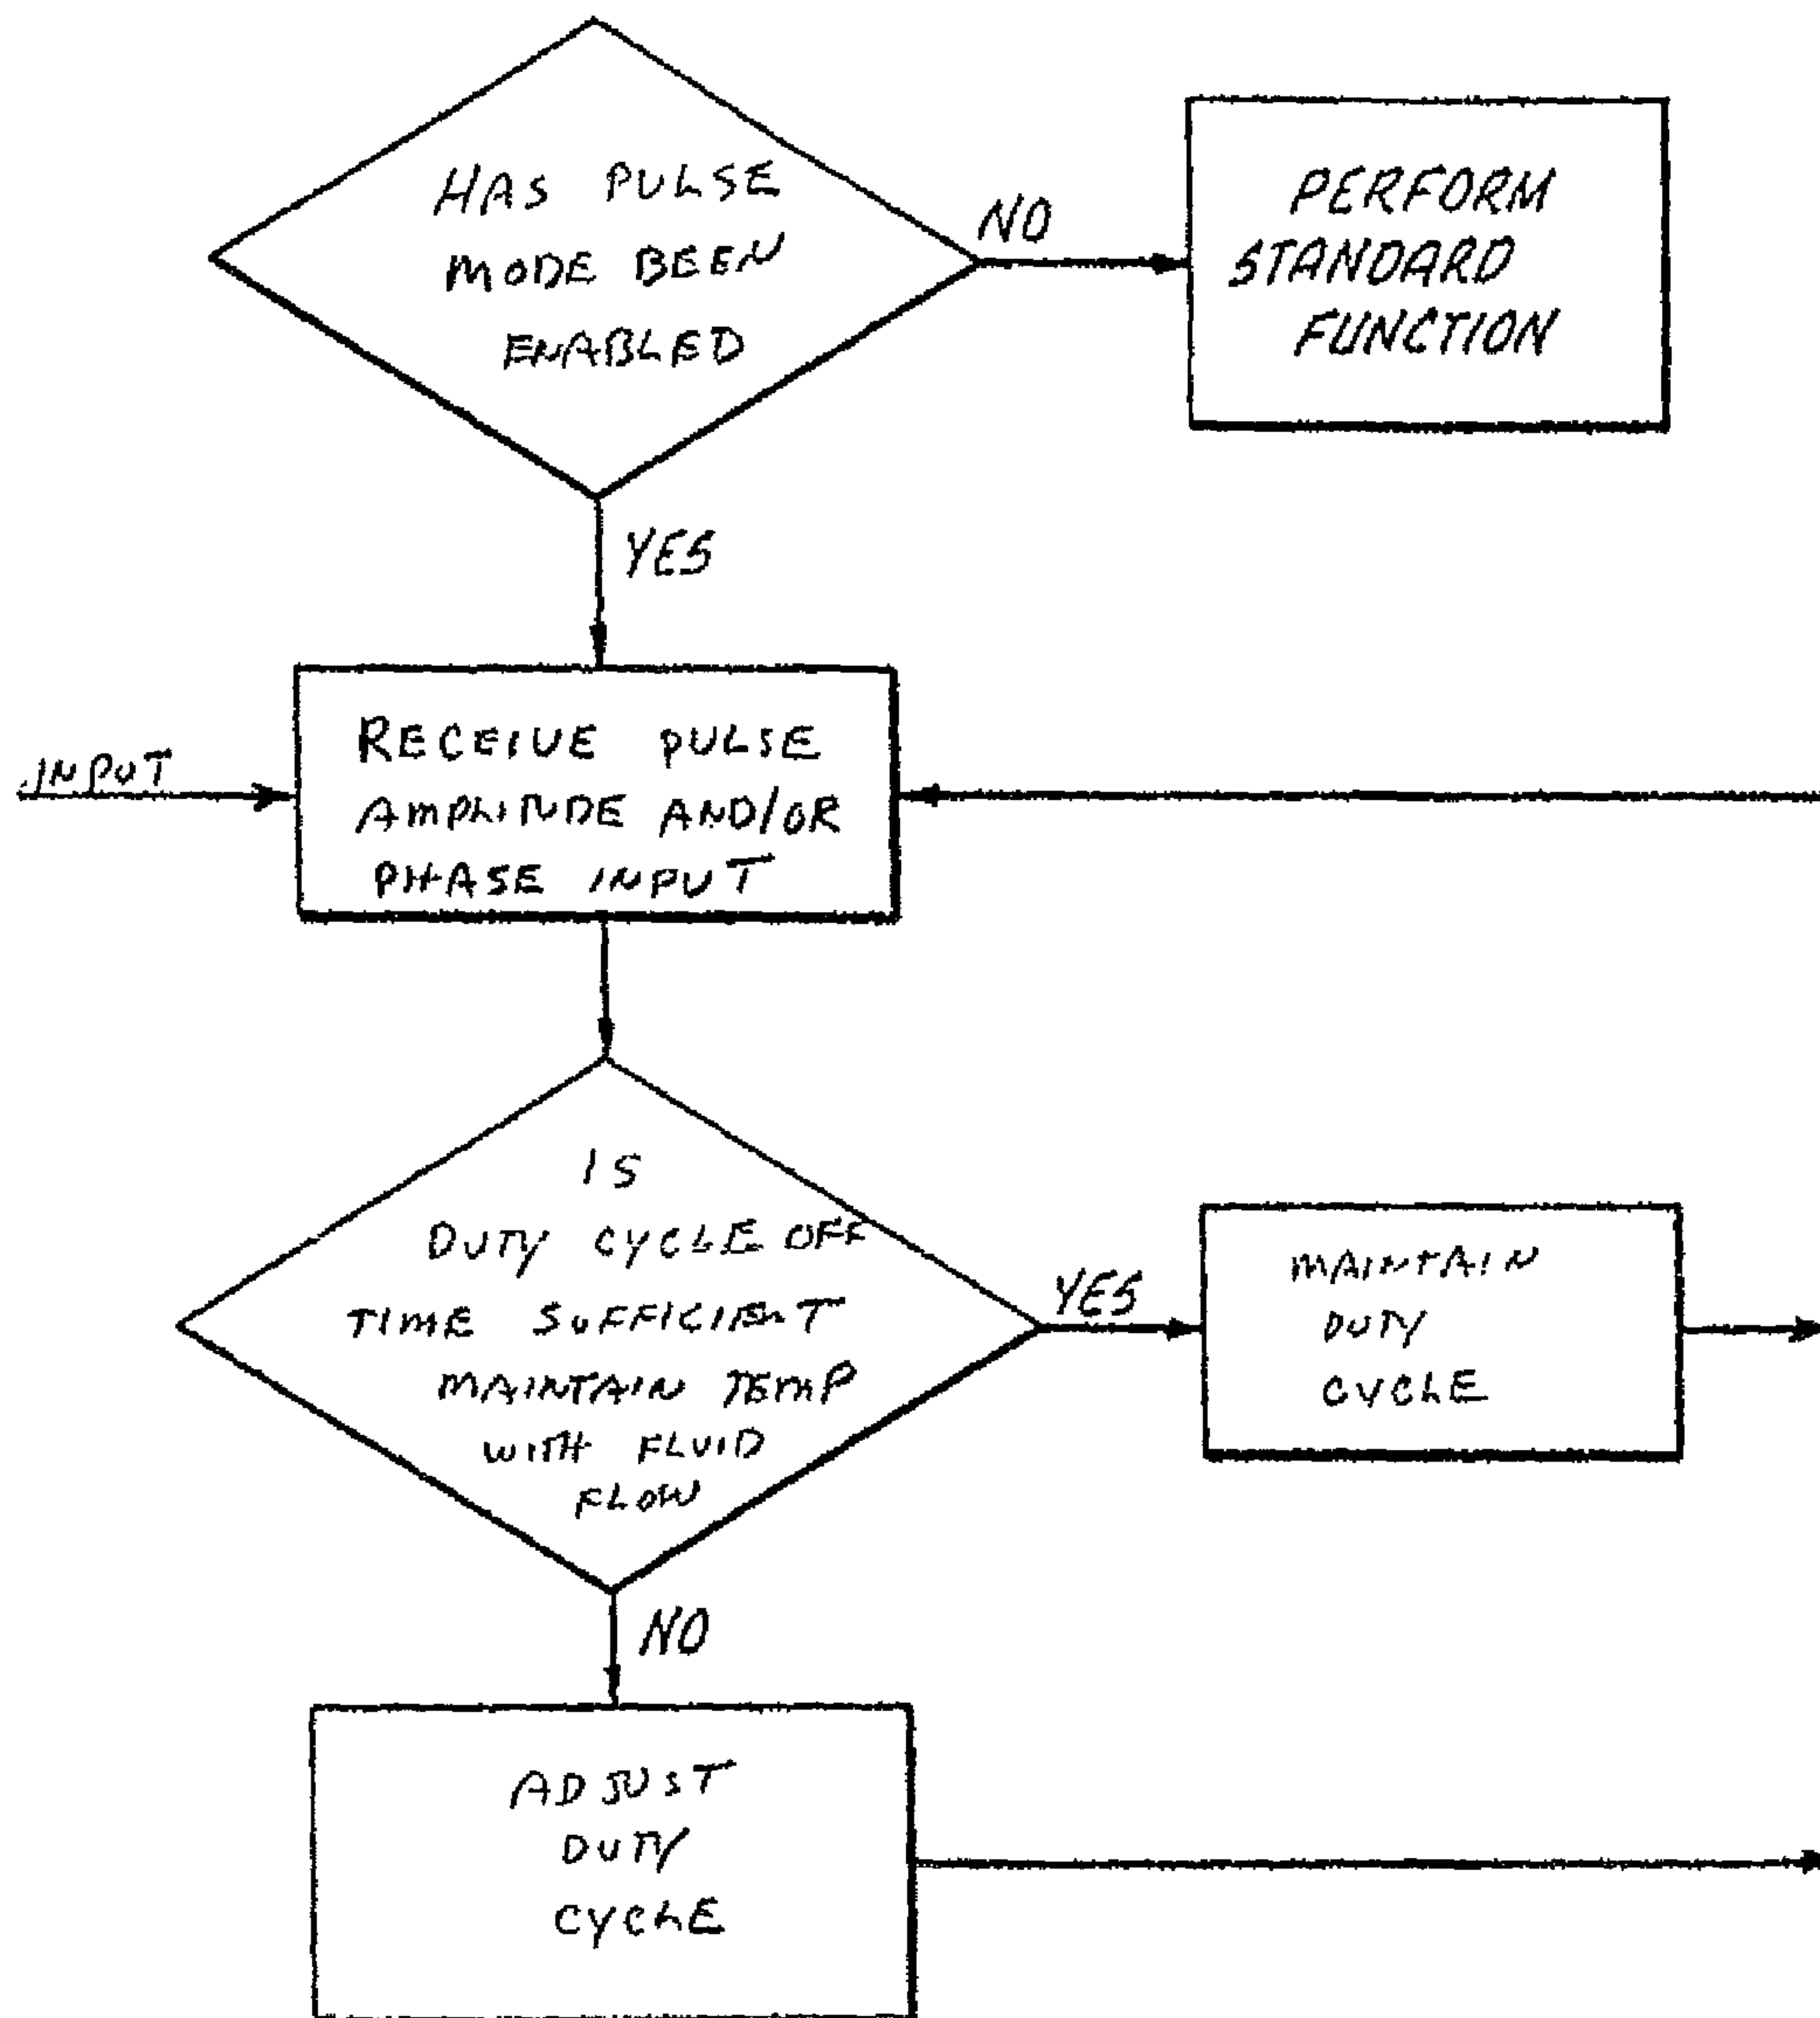 HAS PULSE
MODE BEEN
ENABLED
NO
PERFORM
STANDARD
FUNCTION
YES
INPUT
RECEIVE PULSE
AMPLITUDE AND/OR
PHASE INPUT
IS
DUTY CYCLE OFF
TIME SUFFICIENT
MAINTAIN TEMP
WITH FLUID
FLOW
YES
MAINTAIN
DUTY
CYCLE
NO
ADJUST
DUTY
CYCLE